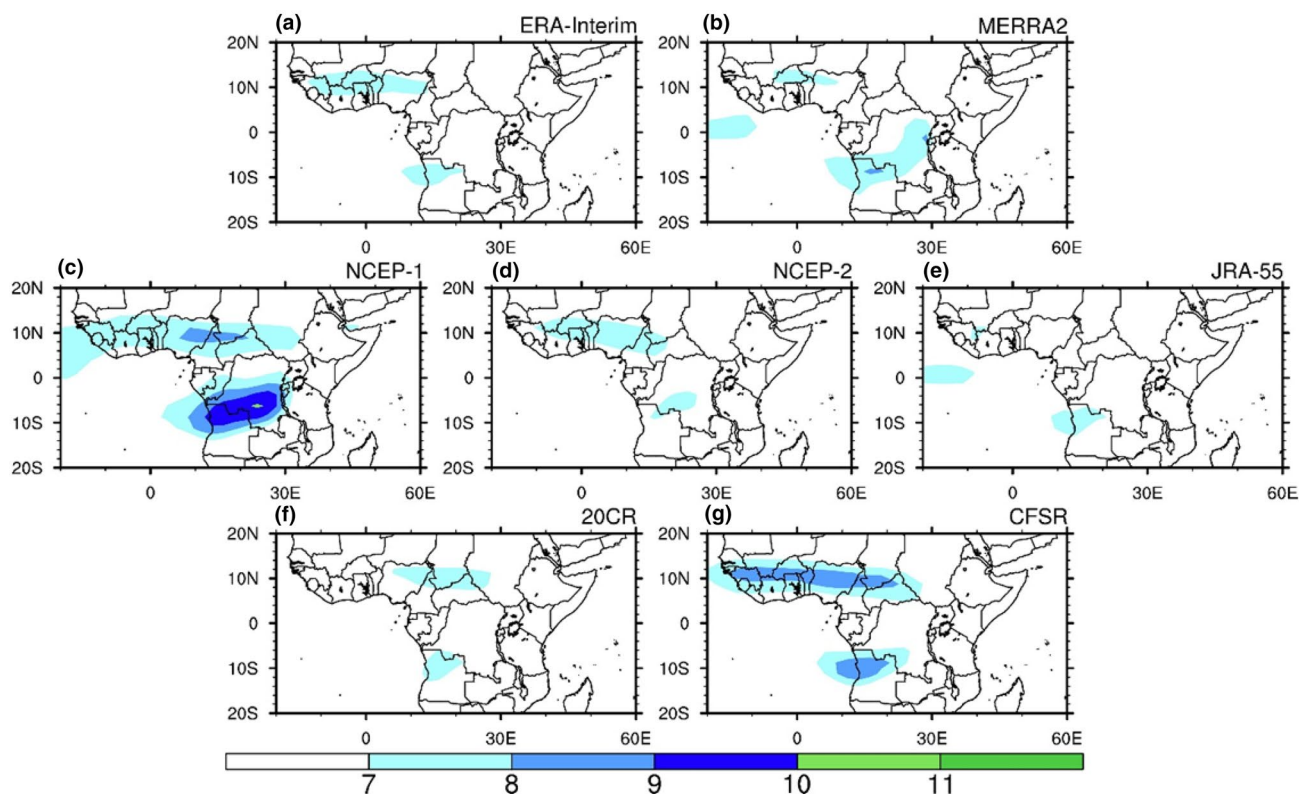 (a) ERA-Interim (b) MERRA2
20N 20N
10N 10N
0 0
10S 10S
20S 20S
0 30E 60E 0 30E 60E
(c) NCEP-1 (d) NCEP-2 (e) JRA-55
20N 20N 20N
10N 10N 10N
0 0 0
10S 10S 10S
20S 20S 20S
0 30E 60E 0 30E 60E 0 30E 60E
(f) 20CR (g) CFSR
20N 20N
10N 10N
0 0
10S 10S
20S 20S
0 30E 60E 0 30E 60E
7 8 9 10 11